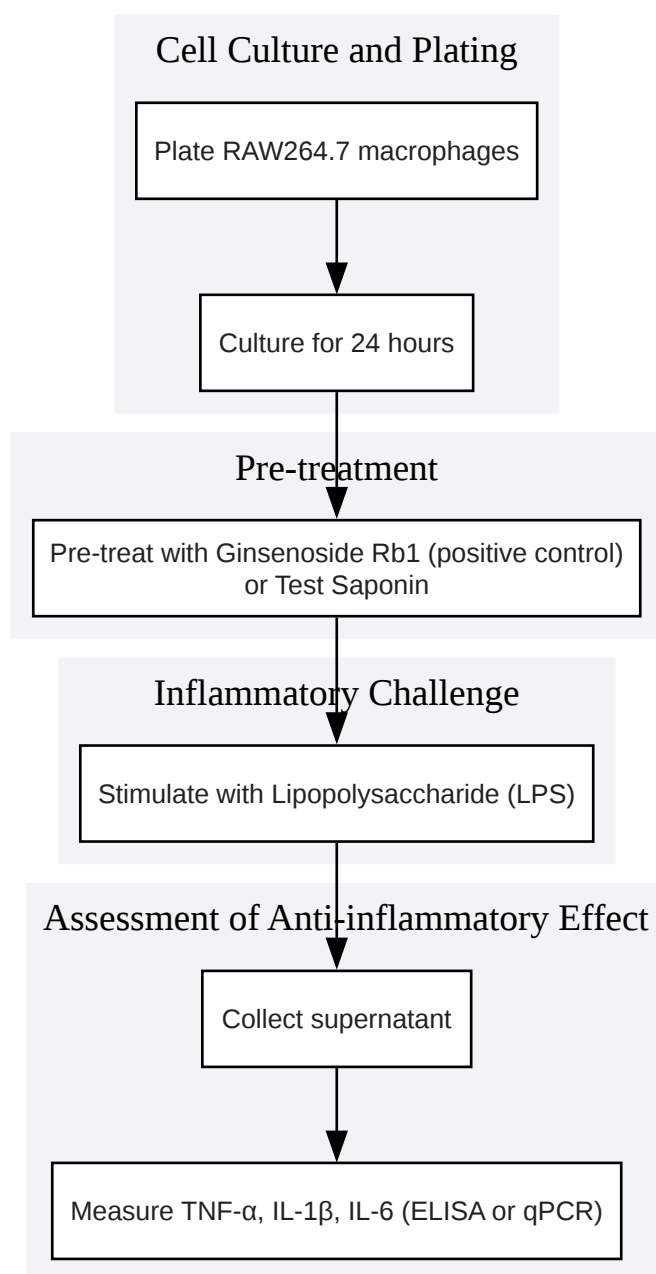 Cell Culture and Plating
Plate RAW264.7 macrophages
Culture for 24 hours
Pre-treatment
Pre-treat with Ginsenoside Rb1 (positive control)
or Test Saponin
Inflammatory Challenge
Stimulate with Lipopolysaccharide (LPS)
Assessment of Anti-inflammatory Effect
Collect supernatant
Measure TNF-α, IL-1β, IL-6 (ELISA or qPCR)